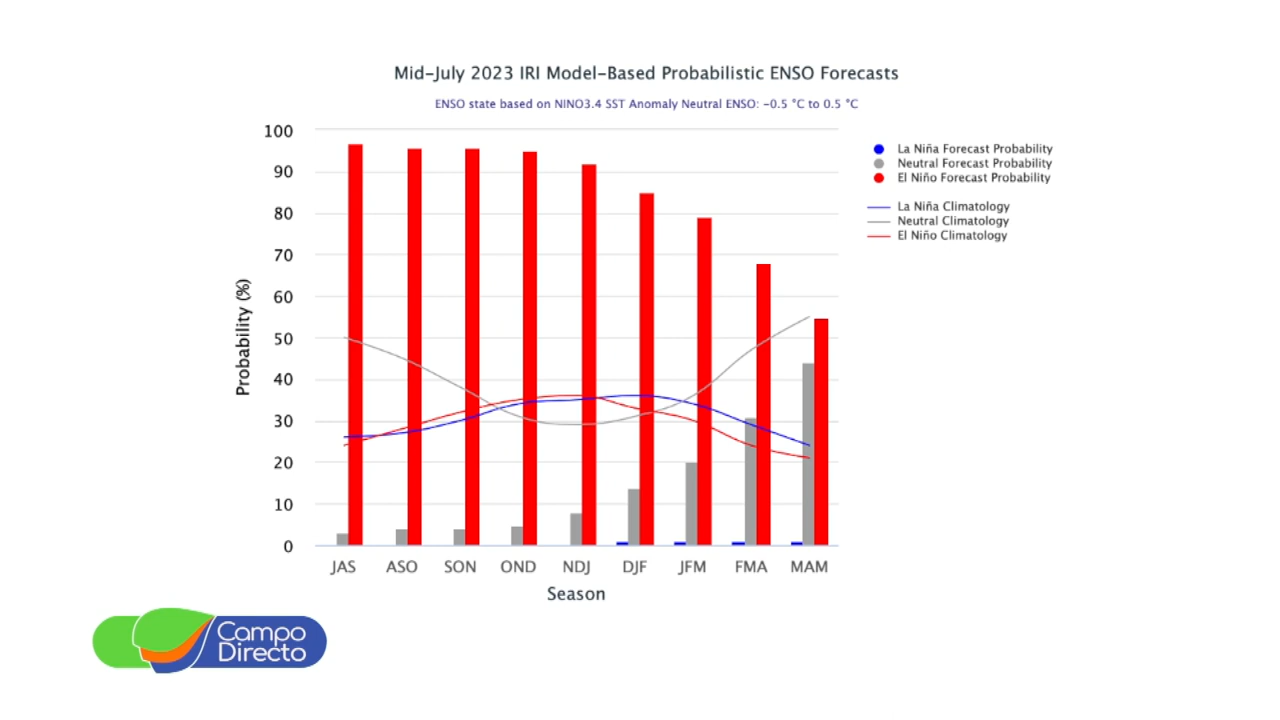 Mid-July 2023 IRI Model-Based Probabilistic ENSO Forecasts
ENSO state based on NINO3.4 SST Anomaly Neutral ENSO: -0.5 °C to 0.5 °C
100
90
80
70
60
50
40
30
20
10
0
Probability (%)
La Niña Forecast Probability
Neutral Forecast Probability
El Niño Forecast Probability
La Niña Climatology
Neutral Climatology
El Niño Climatology
JAS ASO SON OND NDJ DJF JFM FMA MAM
Season
Campo
Directo